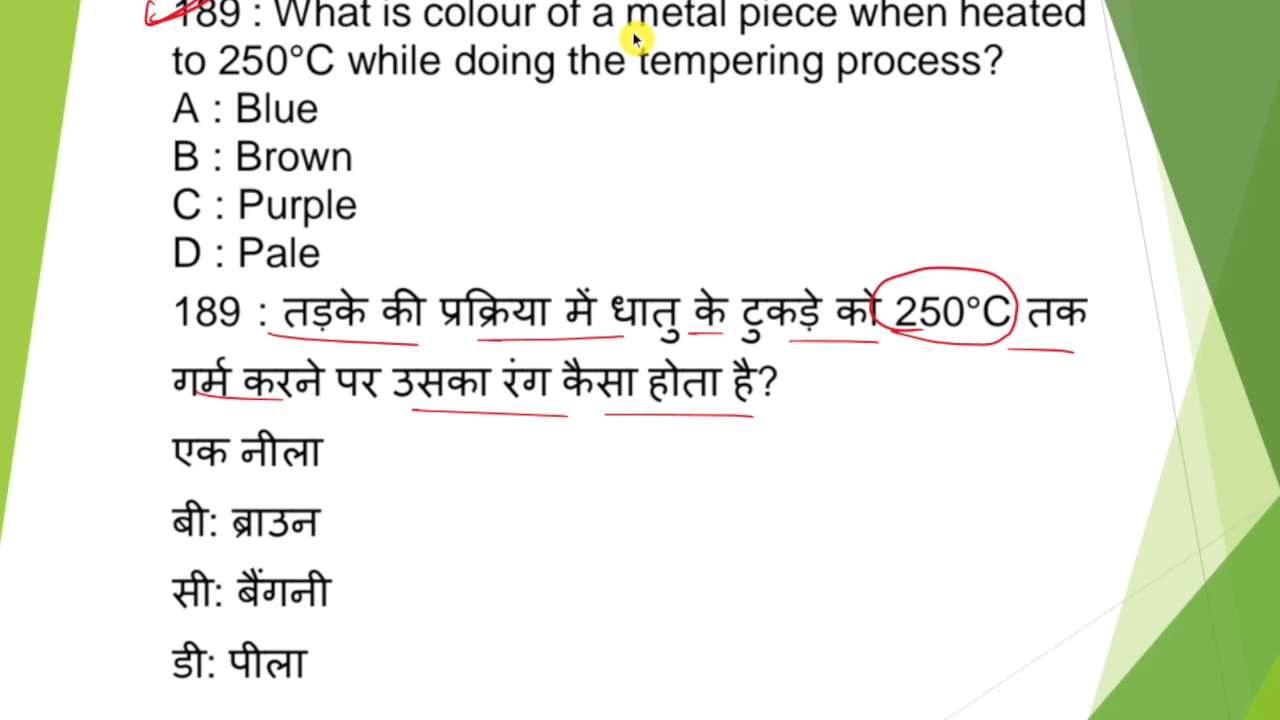 189 : What is colour of a metal piece when heated
to 250°C while doing the tempering process?
A : Blue
B : Brown
C : Purple
D : Pale
189 : तड़के की प्रक्रिया में धातु के टुकड़े को 250°C तक
गर्म करने पर उसका रंग कैसा होता है?
एक नीला
बी: ब्राउन
सी: बैंगनी
डी: पीला